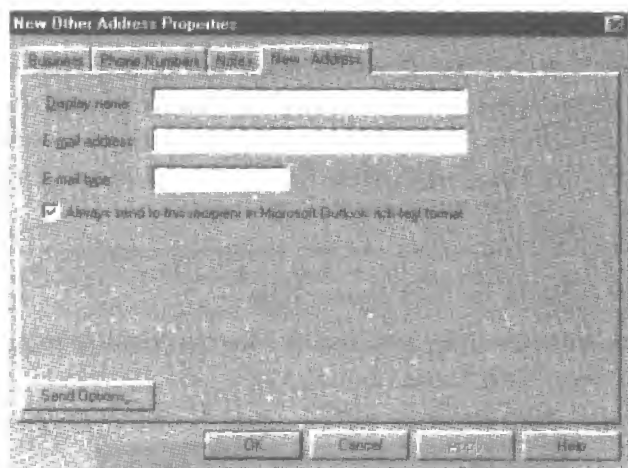 New Other Address Properties
Business Phone Numbers Notes New - Address
Display name:
E-mail address:
E-mail type:
Always send to this recipient in Microsoft Outlook rich-text format
Send Options...
OK Cancel Apply Help